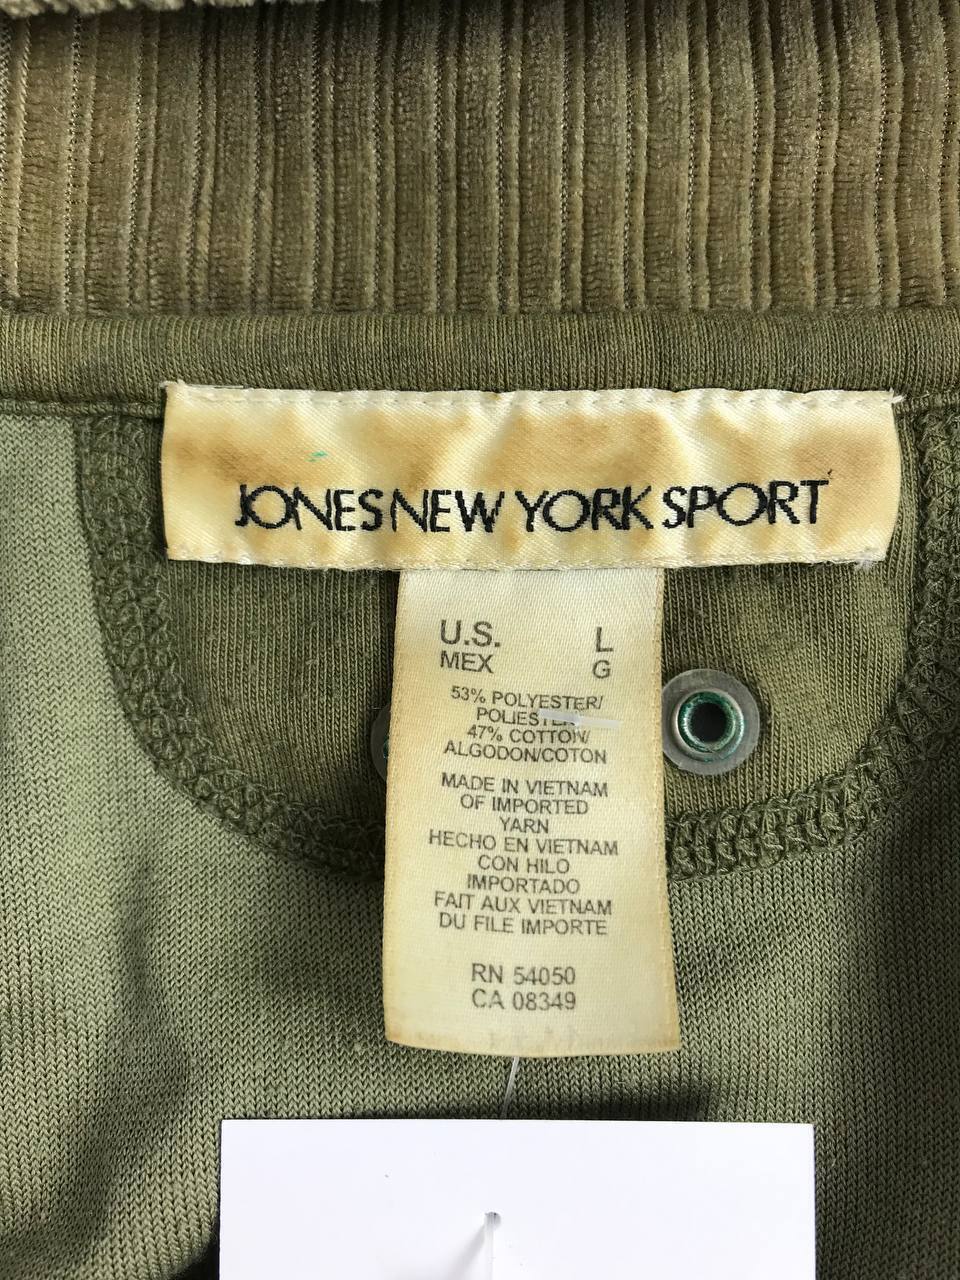 JONES NEW YORK SPORT
U.S. L
MEX G
53% POLYESTER/
POLIESTER
47% COTTON/
ALGODON/COTON
MADE IN VIETNAM
OF IMPORTED
YARN
HECHO EN VIETNAM
CON HILO
IMPORTADO
FAIT AUX VIETNAM
DU FILE IMPORTE
RN 54050
CA 08349